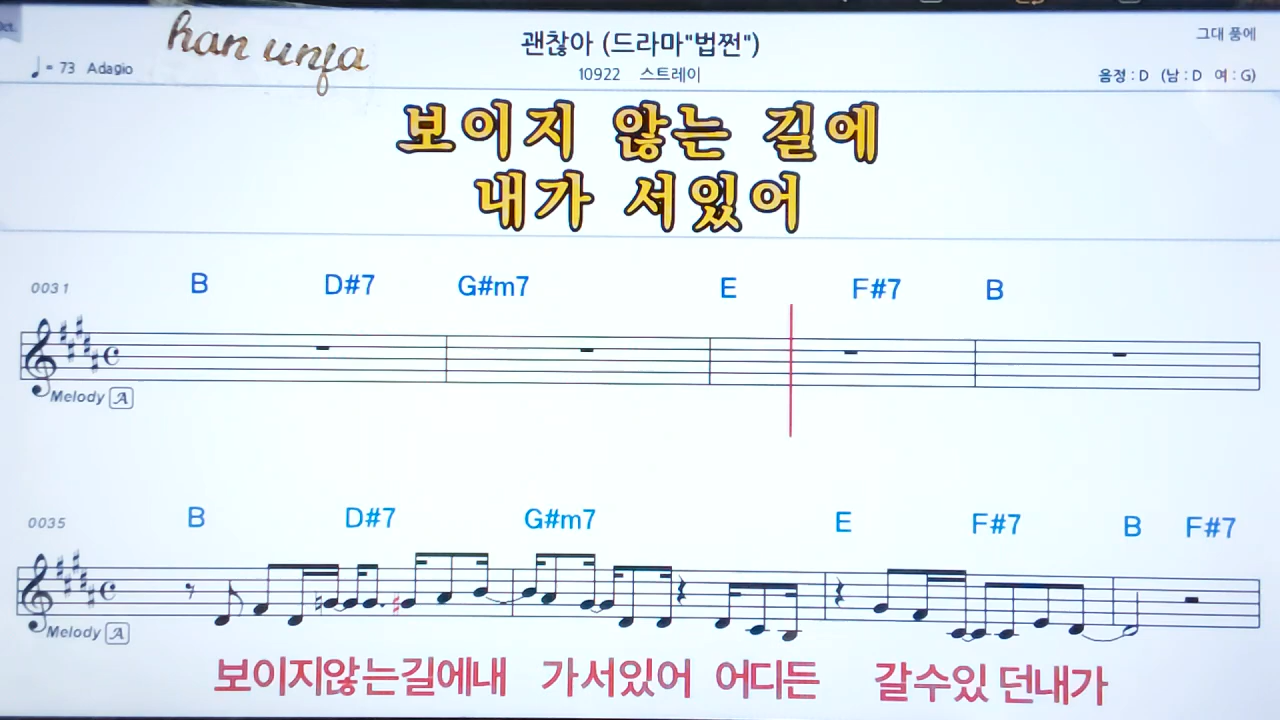 Oct.
han unfa
괜찮아 (드라마"법쩐")
그대 품에
♩= 73 Adagio
10922 스트레이
음정 : D (남 : D 여 : G)
보이지 않는 길에
내가 서있어
0031 B D#7 G#m7 E F#7 B
Melody A
0035 B D#7 G#m7 E F#7 B F#7
Melody A
보이지않는길에내 가서있어 어디든 갈수있던내가